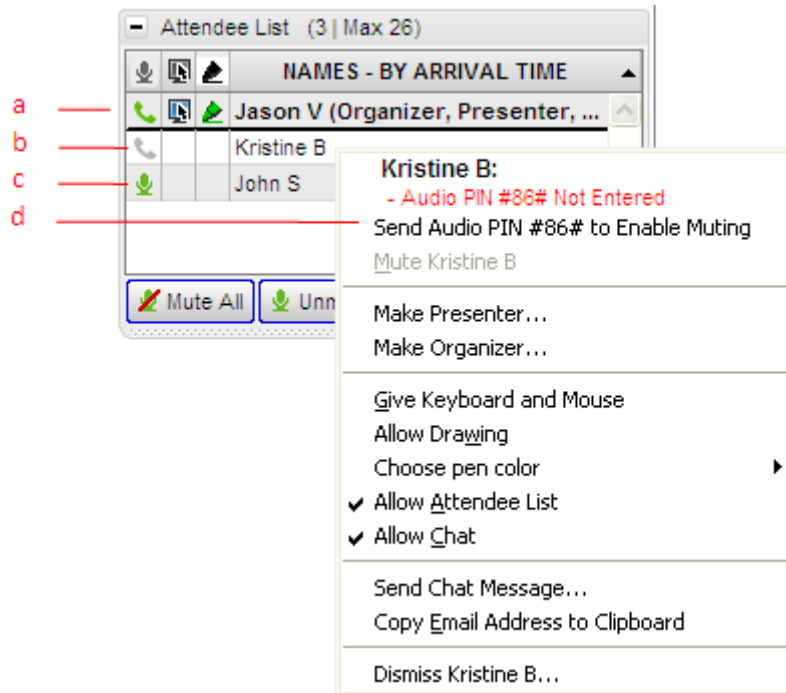 Attendee List (3 | Max 26)
NAMES - BY ARRIVAL TIME
a
Jason V (Organizer, Presenter, ...
b
Kristine B
c
John S
d
Kristine B:
- Audio PIN #86# Not Entered
Send Audio PIN #86# to Enable Muting
Mute Kristine B
Mute All
Unm
Make Presenter...
Make Organizer...
Give Keyboard and Mouse
Allow Drawing
Choose pen color
Allow Attendee List
Allow Chat
Send Chat Message...
Copy Email Address to Clipboard
Dismiss Kristine B...